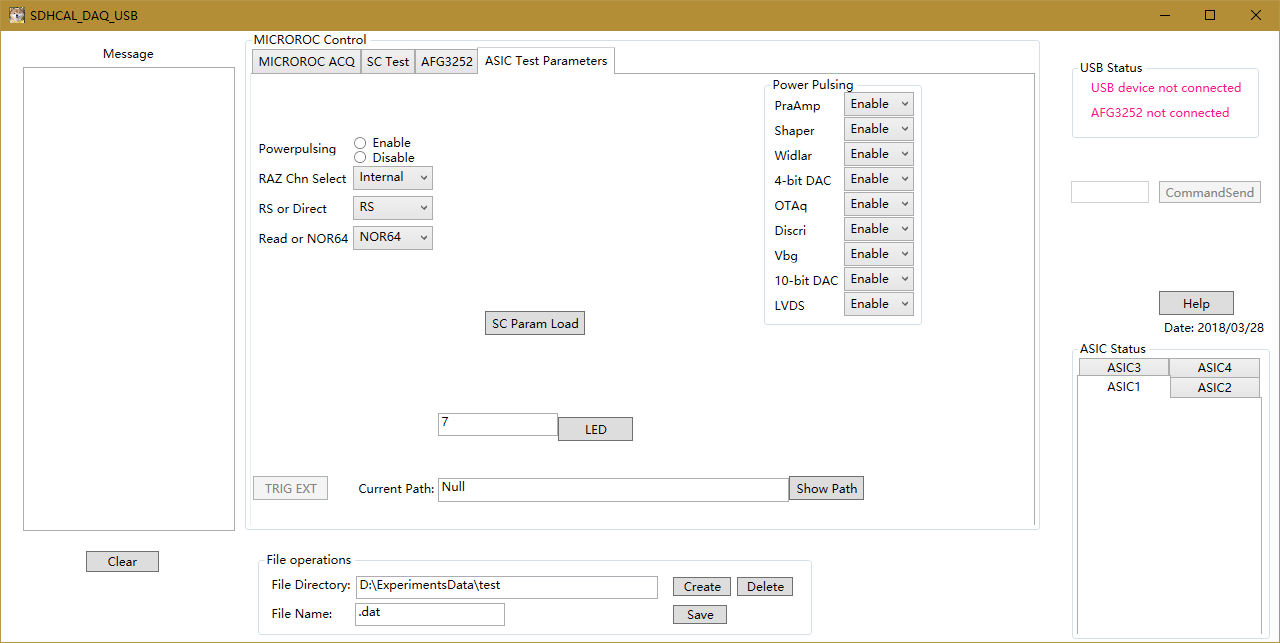 SDHCAL_DAQ_USB
Message
Clear
MICROROC Control
MICROROC ACQ SC Test AFG3252 ASIC Test Parameters
Powerpulsing
Enable
Disable
RAZ Chn Select Internal
RS or Direct RS
Read or NOR64 NOR64
SC Param Load
7 LED
TRIG EXT Current Path: Null Show Path
Power Pulsing
PraAmp Enable
Shaper Enable
Widlar Enable
4-bit DAC Enable
OTAq Enable
Discri Enable
Vbg Enable
10-bit DAC Enable
LVDS Enable
File operations
File Directory: D:\ExperimentsData\test Create Delete
File Name: .dat Save
USB Status
USB device not connected
AFG3252 not connected
CommandSend
Help
Date: 2018/03/28
ASIC Status
ASIC3 ASIC4
ASIC1 ASIC2